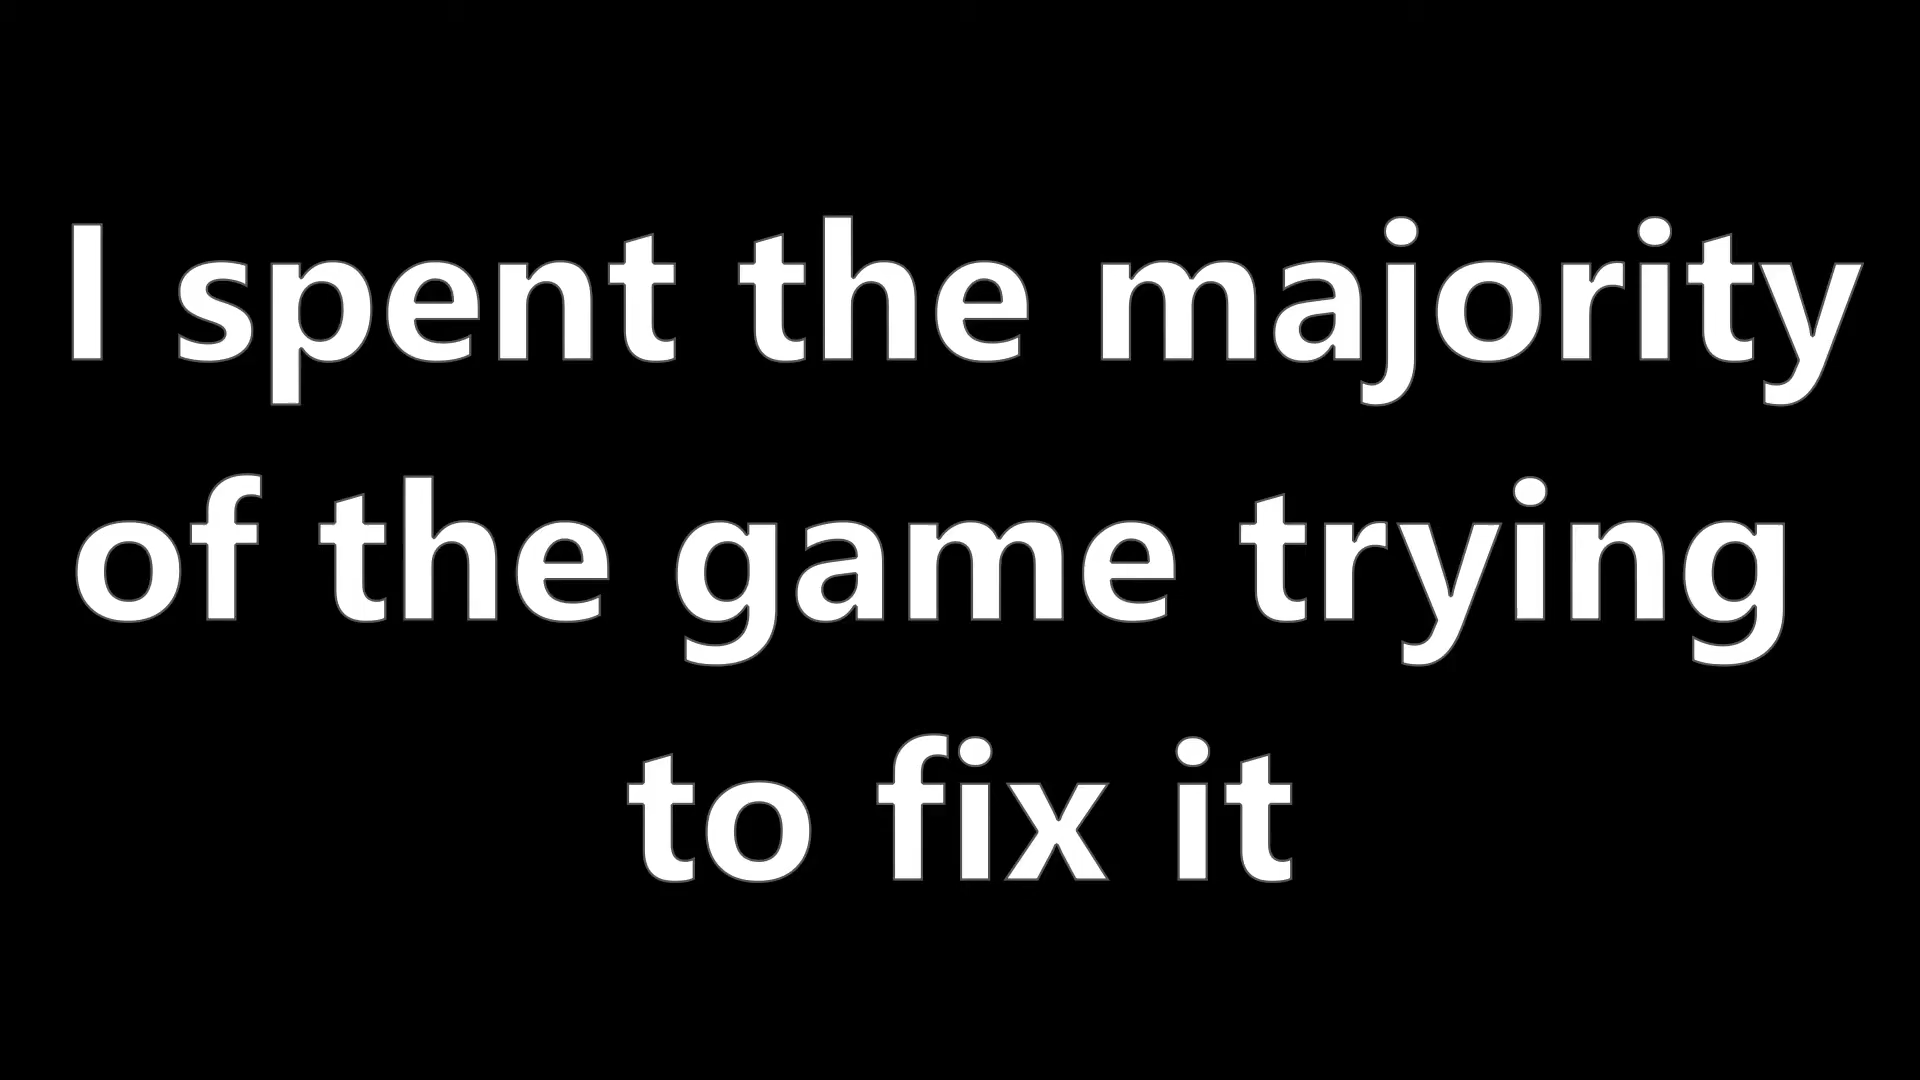 I spent the majority
of the game trying
to fix it